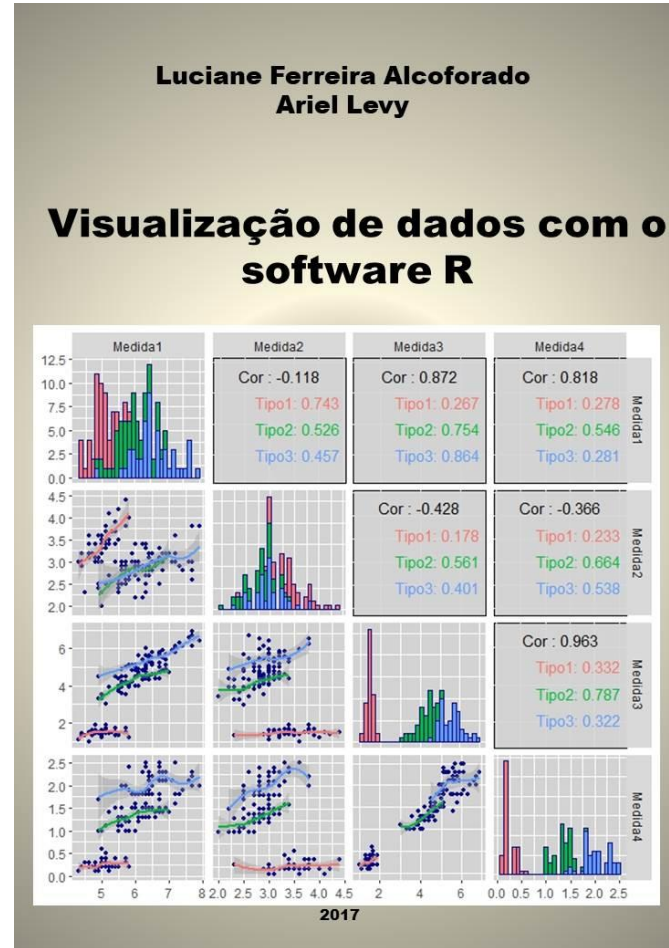 Luciane Ferreira Alcoforado
Ariel Levy
Visualização de dados com o
software R
Medida1 Medida2 Medida3 Medida4
12.5
10.0
7.5
5.0
2.5
0.0
Cor : -0.118
Tipo1: 0.743
Tipo2: 0.526
Tipo3: 0.457
Cor : 0.872
Tipo1: 0.267
Tipo2: 0.754
Tipo3: 0.864
Cor : 0.818
Tipo1: 0.278
Tipo2: 0.546
Tipo3: 0.281
Medida1
4.5
4.0
3.5
3.0
2.5
2.0
Cor : -0.428
Tipo1: 0.178
Tipo2: 0.561
Tipo3: 0.401
Cor : -0.366
Tipo1: 0.233
Tipo2: 0.664
Tipo3: 0.538
Medida2
6
4
2
Cor : 0.963
Tipo1: 0.332
Tipo2: 0.787
Tipo3: 0.322
Medida3
2.5
2.0
1.5
1.0
0.5
0.0
Medida4
5 6 7 8 2.0 2.5 3.0 3.5 4.0 4.5 2 4 6 0.0 0.5 1.0 1.5 2.0 2.5
2017